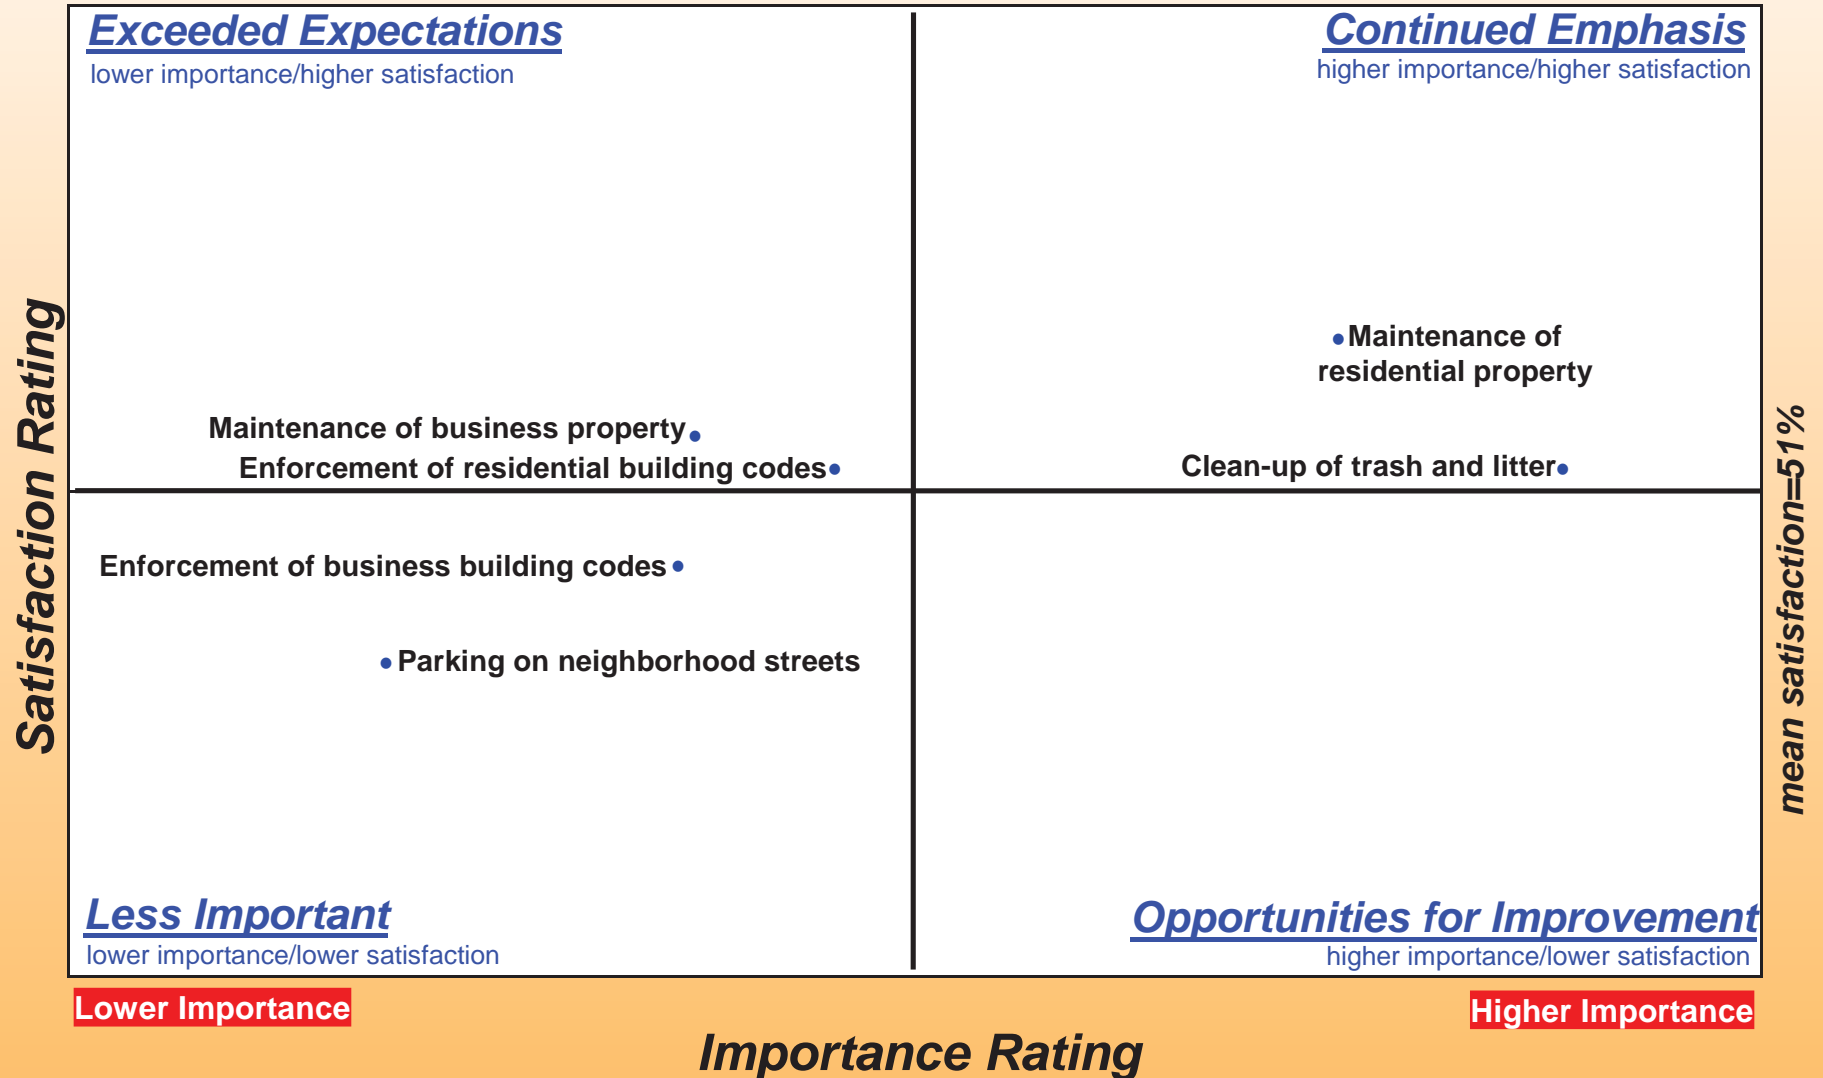 Exceeded Expectations
lower importance/higher satisfaction
Continued Emphasis
higher importance/higher satisfaction
Satisfaction Rating
Maintenance of
residential property
Maintenance of business property
Enforcement of residential building codes
Clean-up of trash and litter
mean satisfaction=51%
Enforcement of business building codes
Parking on neighborhood streets
Less Important
lower importance/lower satisfaction
Opportunities for Improvement
higher importance/lower satisfaction
Lower Importance
Higher Importance
Importance Rating